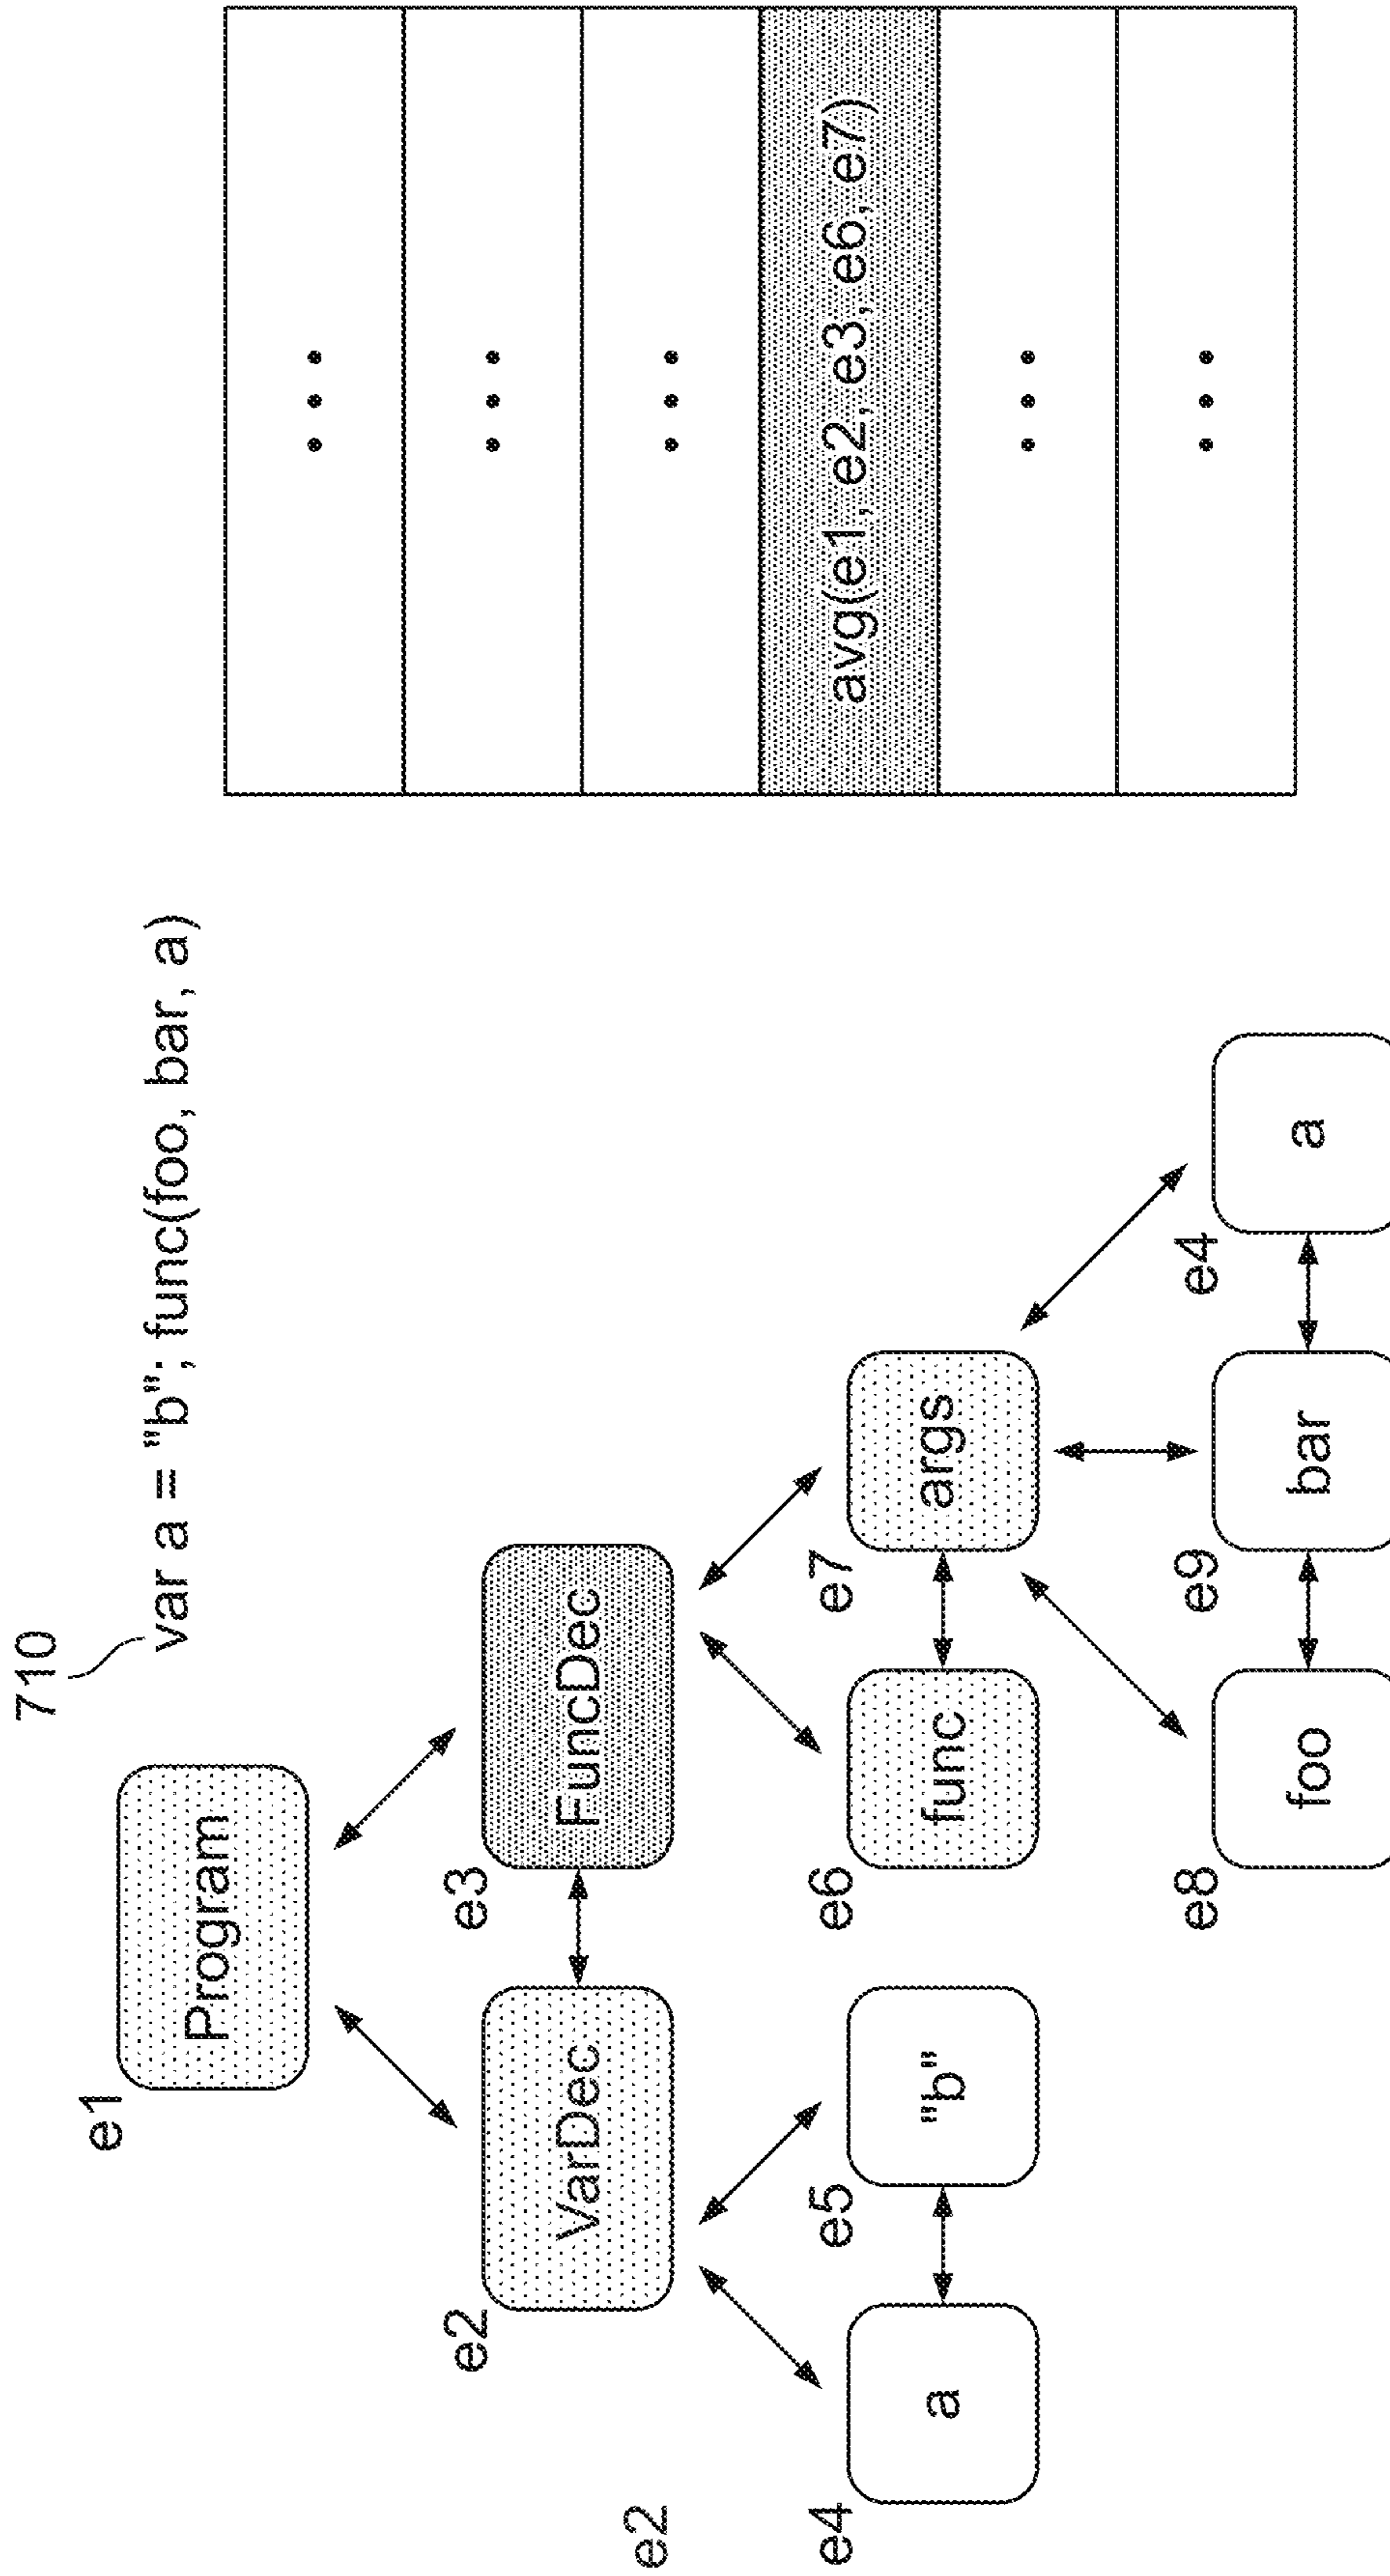 710
var a = "b"; func(foo, bar, a)
e1
Program
e2
VarDec
e3
FuncDec
e2
e4
a
e5
"b"
e6
func
e7
args
e8
foo
e9
bar
e4
a
• • •
• • •
• • •
avg(e1, e2, e3, e6, e7)
• • •
• • •